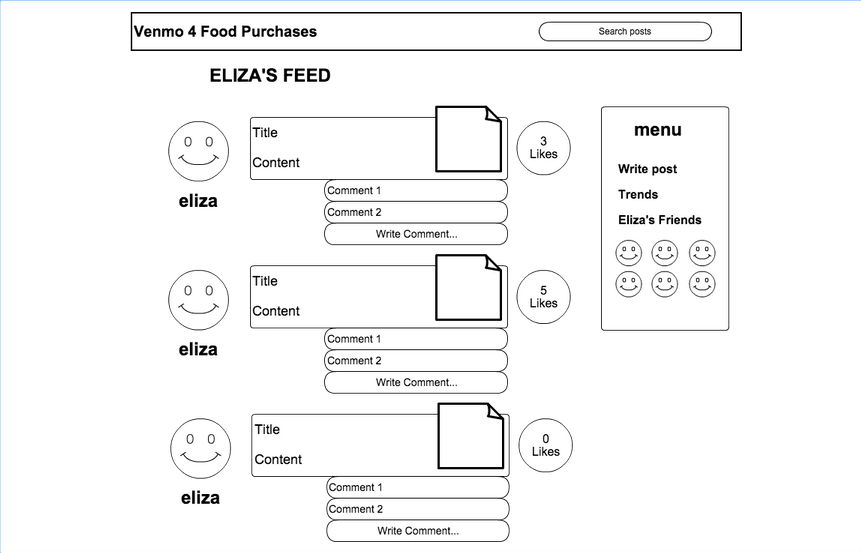 Venmo 4 Food Purchases
Search posts
ELIZA'S FEED
Title
Content
3
Likes
eliza
Comment 1
Comment 2
Write Comment...
menu
Write post
Trends
Eliza's Friends
Title
Content
5
Likes
eliza
Comment 1
Comment 2
Write Comment...
Title
Content
0
Likes
eliza
Comment 1
Comment 2
Write Comment...